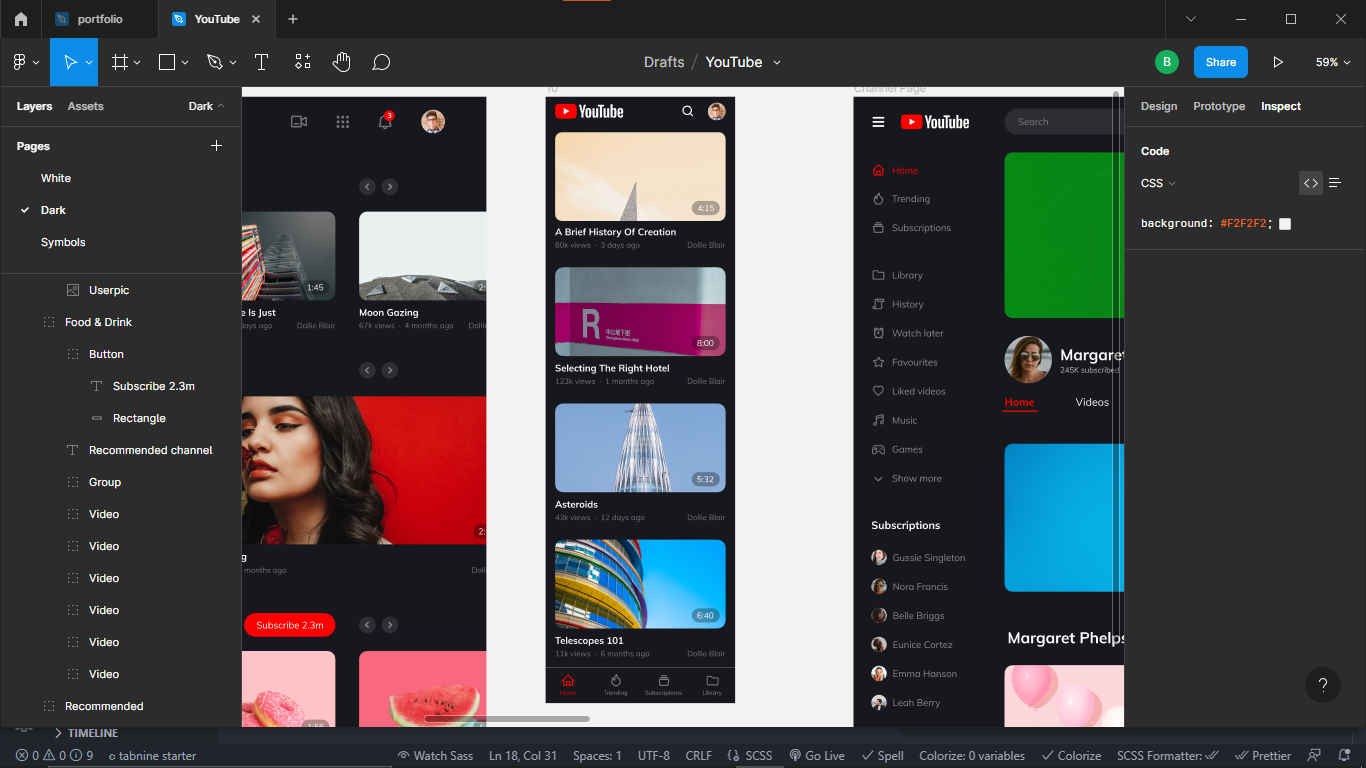 portfolio
YouTube
Drafts / YouTube
B
Share
59%
Layers
Assets
Dark
Pages
White
Dark
Symbols
Userpic
Food & Drink
Button
Subscribe 2.3m
Rectangle
Recommended channel
Group
Video
Video
Video
Video
Video
Video
Recommended
3
1:45
e Is Just
Dollie Blair
Moon Gazing
67k views · 4 months ago
months ago
Subscribe 2.3m
1:56
YouTube
4:15
A Brief History Of Creation
80k views · 3 days ago
Dollie Blair
R
8:00
Selecting The Right Hotel
123k views · 1 months ago
Dollie Blair
5:32
Asteroids
43k views · 12 days ago
Dollie Blair
6:40
Telescopes 101
11k views · 6 months ago
Dollie Blair
Home
Trending
Subscriptions
Library
Channel Page
YouTube
Search
Home
Trending
Subscriptions
Library
History
Watch later
Favourites
Liked videos
Music
Games
Show more
Subscriptions
Gussie Singleton
Nora Francis
Belle Briggs
Eunice Cortez
Emma Hanson
Leah Berry
Margaret
245K subscribed
Home
Videos
Margaret Phelps
Design
Prototype
Inspect
Code
CSS
background: #F2F2F2;
?
TIMELINE
0
0
9
tabnine starter
Watch Sass
Ln 18, Col 31
Spaces: 1
UTF-8
CRLF
SCSS
Go Live
Spell
Colorize: 0 variables
Colorize
SCSS Formatter:
Prettier